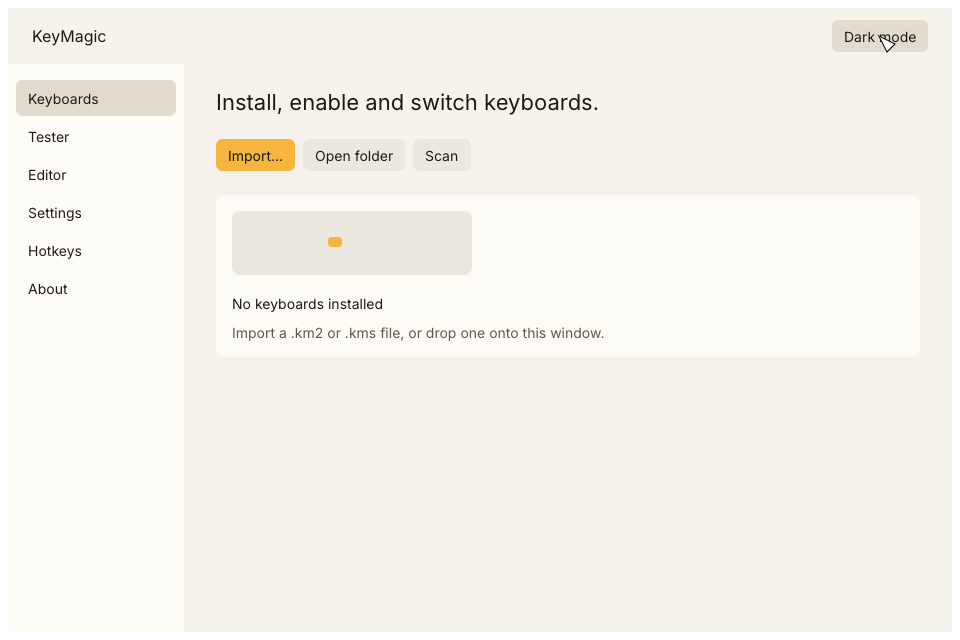 KeyMagic
Dark mode
Keyboards
Tester
Editor
Settings
Hotkeys
About
Install, enable and switch keyboards.
Import...
Open folder
Scan
No keyboards installed
Import a .km2 or .kms file, or drop one onto this window.